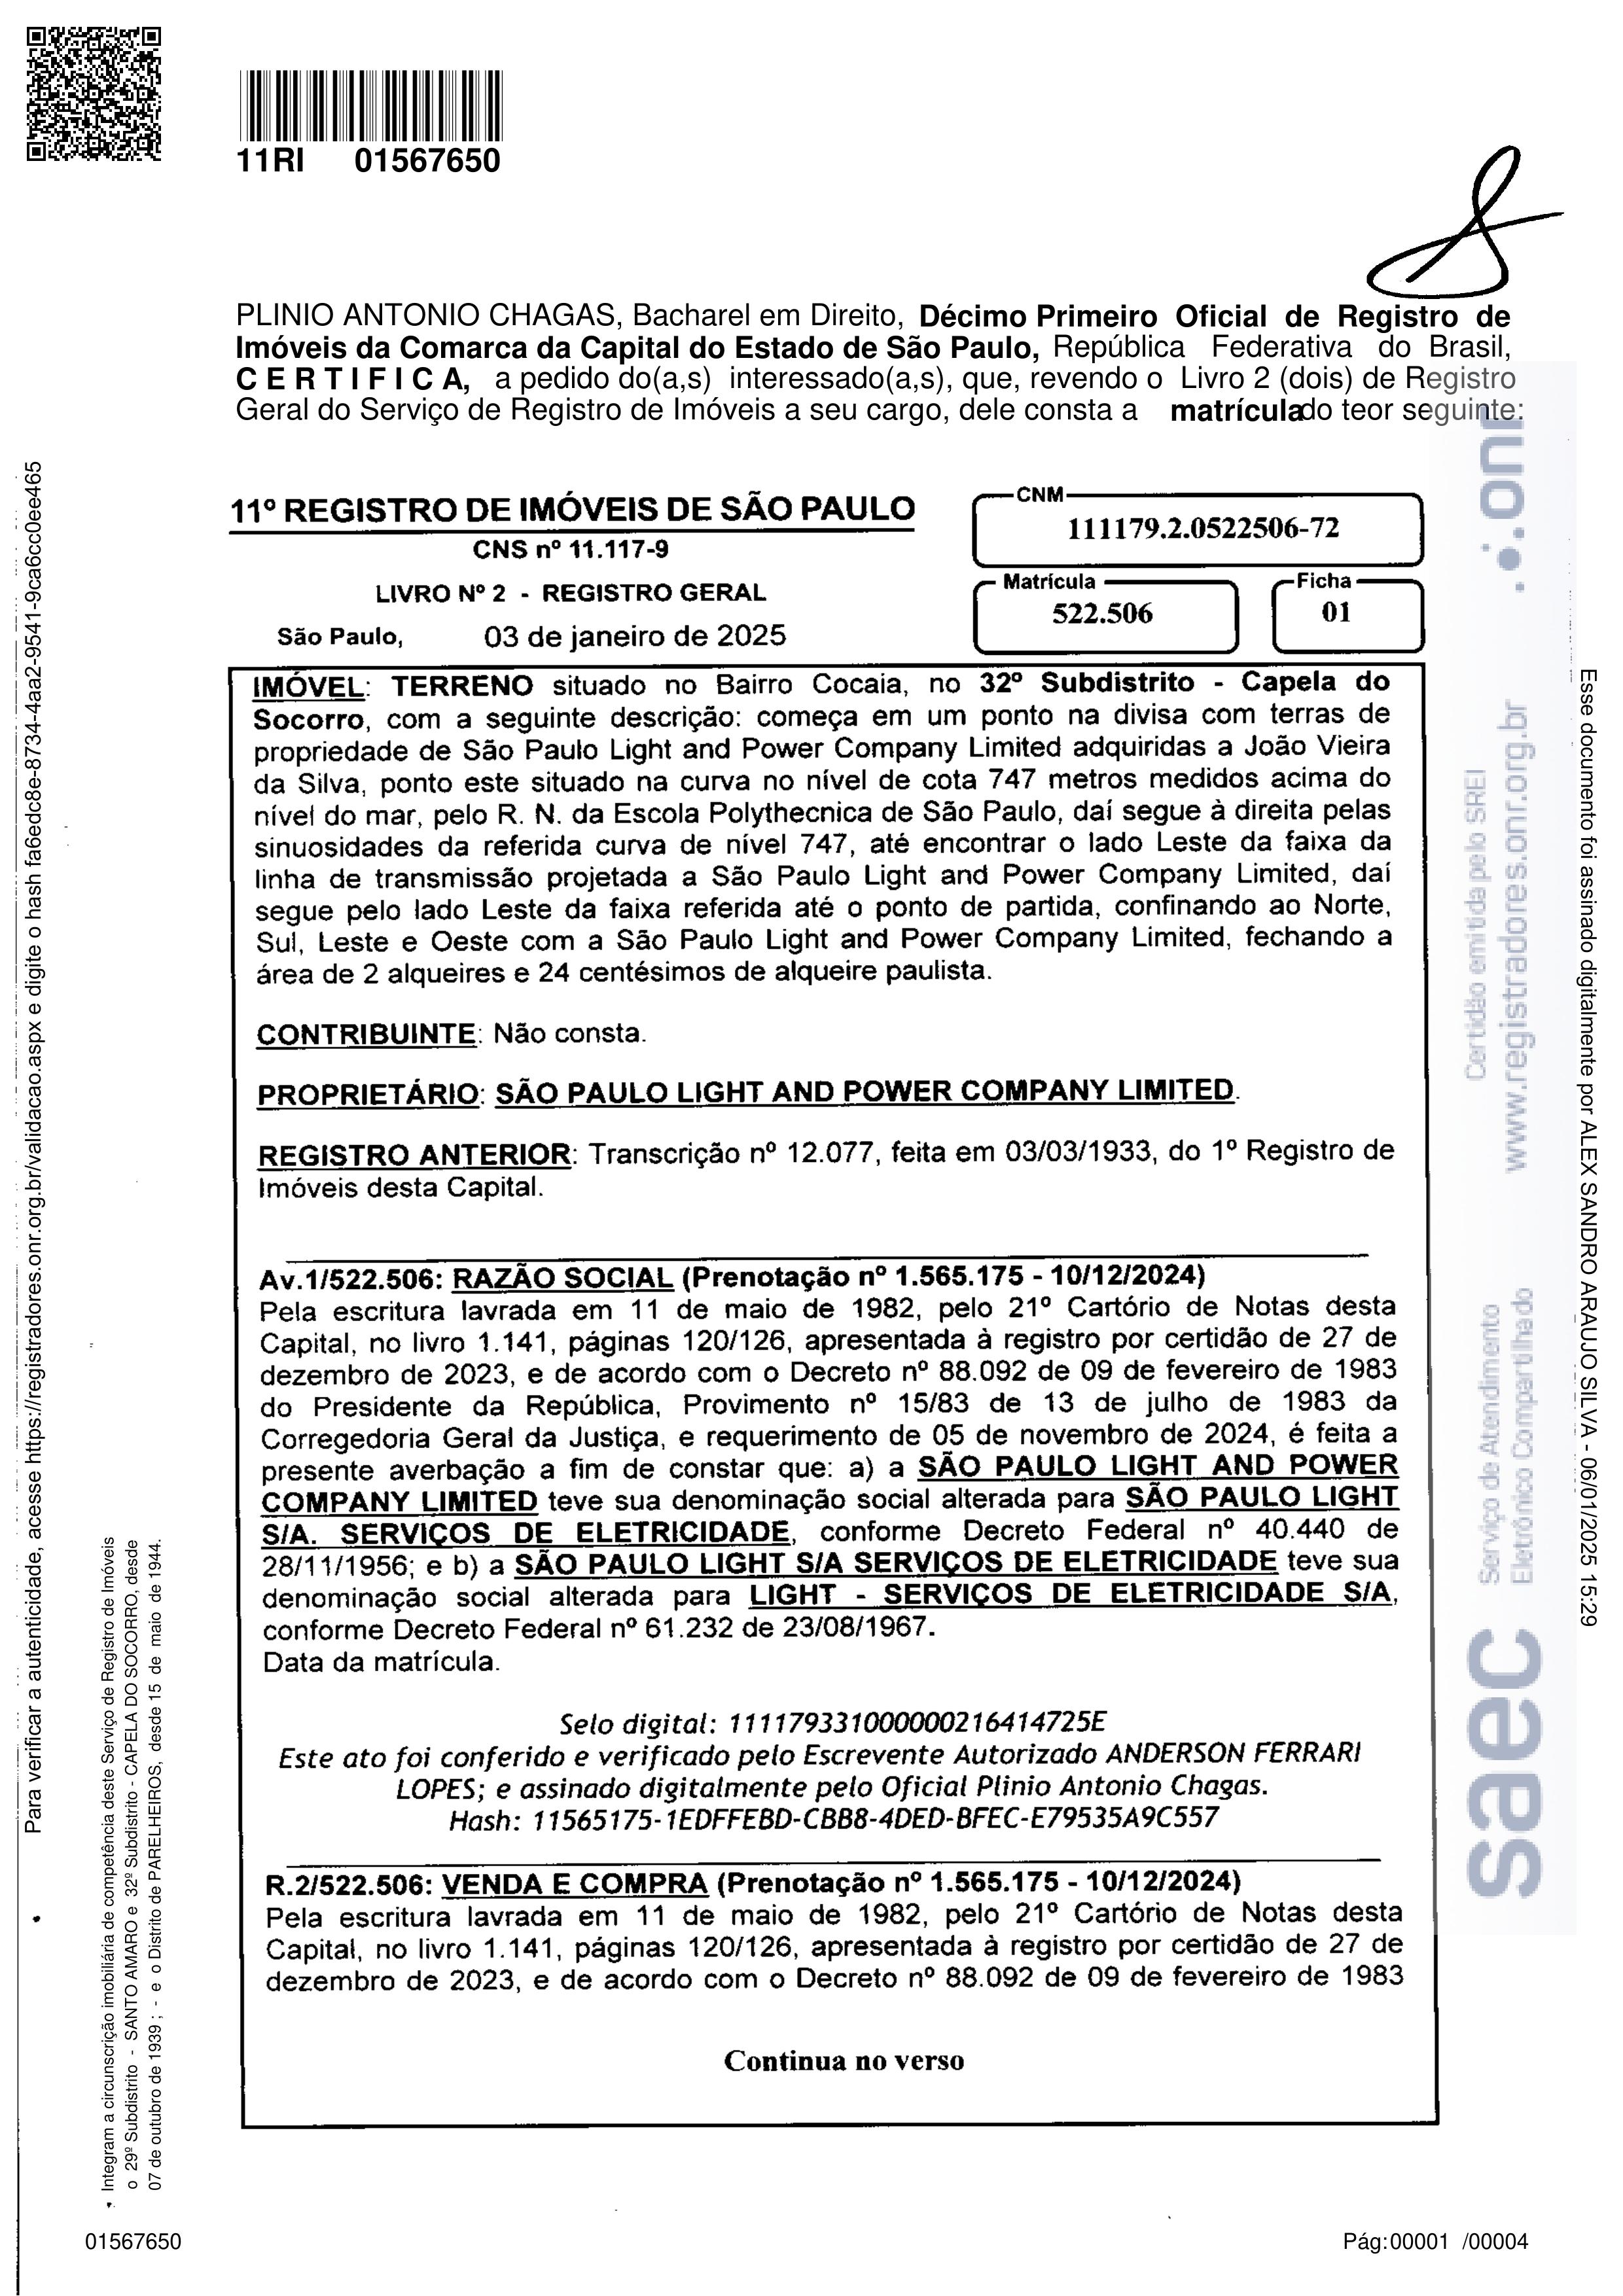 11RI 01567650
PLINIO ANTONIO CHAGAS, Bacharel em Direito, Décimo Primeiro Oficial de Registro de
Imóveis da Comarca da Capital do Estado de São Paulo, República Federativa do Brasil,
C E R T I F I C A, a pedido do(a,s) interessado(a,s), que, revendo o Livro 2 (dois) de Registro
Geral do Serviço de Registro de Imóveis a seu cargo, dele consta a matrícula do teor seguinte:
11º REGISTRO DE IMÓVEIS DE SÃO PAULO
CNS nº 11.117-9
LIVRO Nº 2 - REGISTRO GERAL
São Paulo, 03 de janeiro de 2025
CNM
111179.2.0522506-72
Matrícula
522.506
Ficha
01
IMÓVEL: TERRENO situado no Bairro Cocaia, no 32º Subdistrito - Capela do
Socorro, com a seguinte descrição: começa em um ponto na divisa com terras de
propriedade de São Paulo Light and Power Company Limited adquiridas a João Vieira
da Silva, ponto este situado na curva no nível de cota 747 metros medidos acima do
nível do mar, pelo R. N. da Escola Polythecnica de São Paulo, daí segue à direita pelas
sinuosidades da referida curva de nível 747, até encontrar o lado Leste da faixa da
linha de transmissão projetada a São Paulo Light and Power Company Limited, daí
segue pelo lado Leste da faixa referida até o ponto de partida, confinando ao Norte,
Sul, Leste e Oeste com a São Paulo Light and Power Company Limited, fechando a
área de 2 alqueires e 24 centésimos de alqueire paulista.
CONTRIBUINTE: Não consta.
PROPRIETÁRIO: SÃO PAULO LIGHT AND POWER COMPANY LIMITED.
REGISTRO ANTERIOR: Transcrição nº 12.077, feita em 03/03/1933, do 1º Registro de
Imóveis desta Capital.
Av.1/522.506: RAZÃO SOCIAL (Prenotação nº 1.565.175 - 10/12/2024)
Pela escritura lavrada em 11 de maio de 1982, pelo 21º Cartório de Notas desta
Capital, no livro 1.141, páginas 120/126, apresentada à registro por certidão de 27 de
dezembro de 2023, e de acordo com o Decreto nº 88.092 de 09 de fevereiro de 1983
do Presidente da República, Provimento nº 15/83 de 13 de julho de 1983 da
Corregedoria Geral da Justiça, e requerimento de 05 de novembro de 2024, é feita a
presente averbação a fim de constar que: a) a SÃO PAULO LIGHT AND POWER
COMPANY LIMITED teve sua denominação social alterada para SÃO PAULO LIGHT
S/A. SERVIÇOS DE ELETRICIDADE, conforme Decreto Federal nº 40.440 de
28/11/1956; e b) a SÃO PAULO LIGHT S/A SERVIÇOS DE ELETRICIDADE teve sua
denominação social alterada para LIGHT - SERVIÇOS DE ELETRICIDADE S/A,
conforme Decreto Federal nº 61.232 de 23/08/1967.
Data da matrícula.
Selo digital: 111179331000000216414725E
Este ato foi conferido e verificado pelo Escrevente Autorizado ANDERSON FERRARI
LOPES; e assinado digitalmente pelo Oficial Plinio Antonio Chagas.
Hash: 11565175-1EDFFEBD-CBB8-4DED-BFEC-E79535A9C557
R.2/522.506: VENDA E COMPRA (Prenotação nº 1.565.175 - 10/12/2024)
Pela escritura lavrada em 11 de maio de 1982, pelo 21º Cartório de Notas desta
Capital, no livro 1.141, páginas 120/126, apresentada à registro por certidão de 27 de
dezembro de 2023, e de acordo com o Decreto nº 88.092 de 09 de fevereiro de 1983
Continua no verso
Para verificar a autenticidade, acesse https://registradores.onr.org.br/validacao.aspx e digite o hash fa6edc8e-8734-4aa2-9541-9ca6cc0ee465
Integram a circunscrição imobiliária de competência deste Serviço de Registro de Imóveis
o 29º Subdistrito - SANTO AMARO e 32º Subdistrito - CAPELA DO SOCORRO, desde
07 de outubro de 1939 ; - e o Distrito de PARELHEIROS, desde 15 de maio de 1944.
onr
Certidão emitida pelo SREI
www.registradores.onr.org.br
Serviço de Atendimento
Eletrônico Compartilhado
saec
Esse documento foi assinado digitalmente por ALEX SANDRO ARAUJO SILVA - 06/01/2025 15:29
01567650
Pág:00001 /00004